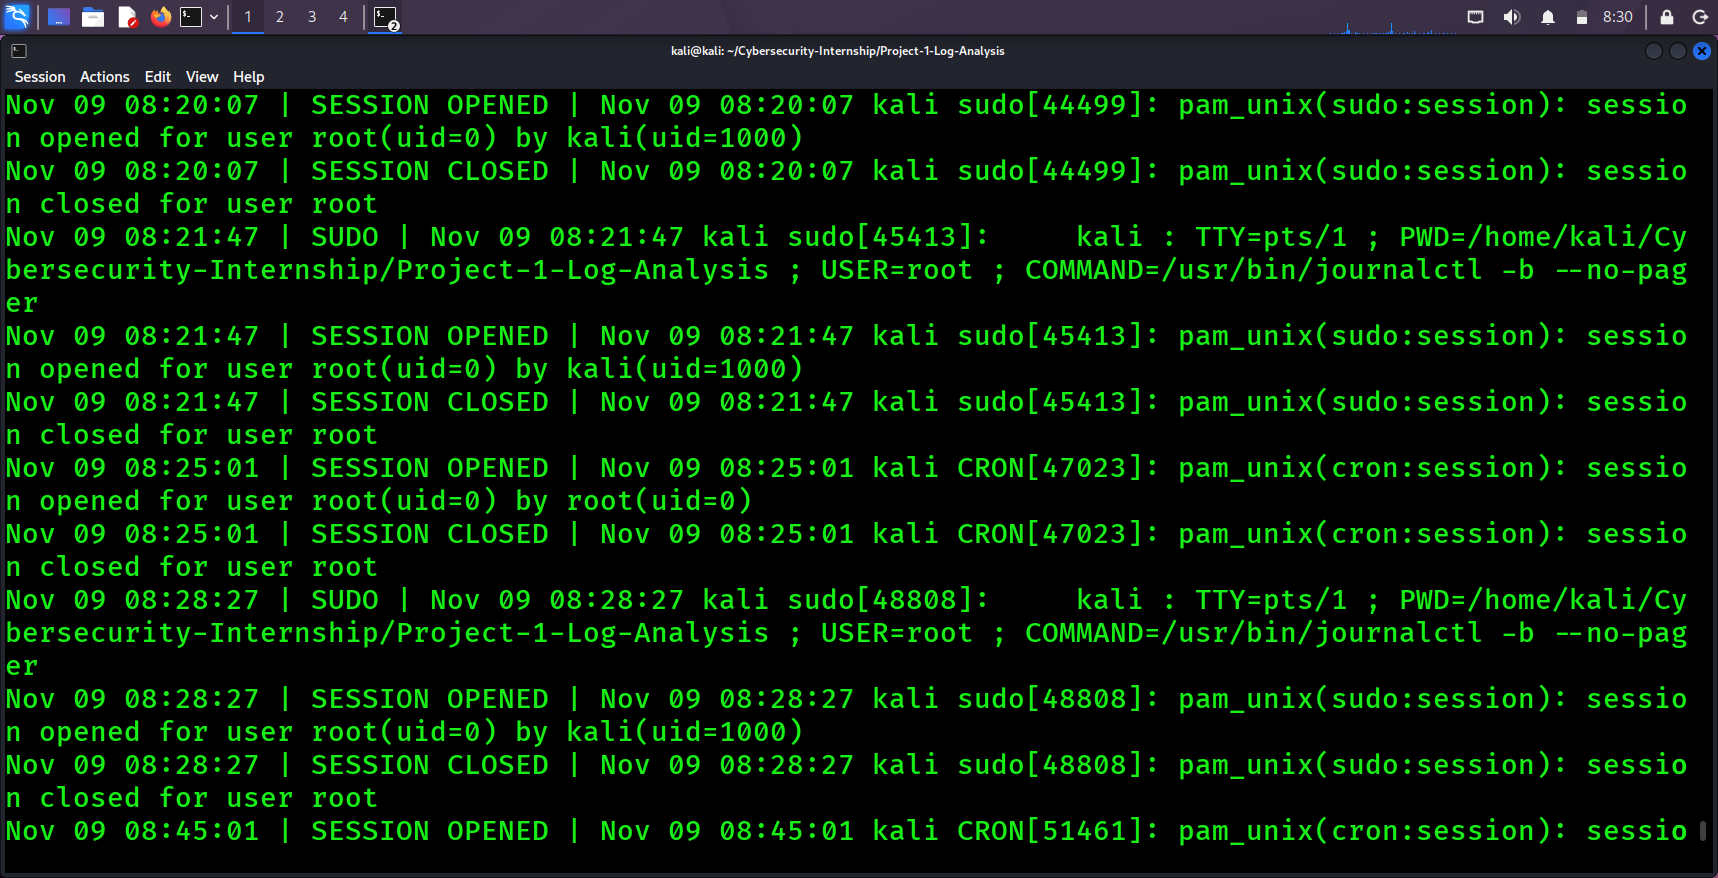 1 2 3 4 2 8:30
kali@kali: ~/Cybersecurity-Internship/Project-1-Log-Analysis
Session Actions Edit View Help
Nov 09 08:20:07 | SESSION OPENED | Nov 09 08:20:07 kali sudo[44499]: pam_unix(sudo:session): sessio
n opened for user root(uid=0) by kali(uid=1000)
Nov 09 08:20:07 | SESSION CLOSED | Nov 09 08:20:07 kali sudo[44499]: pam_unix(sudo:session): sessio
n closed for user root
Nov 09 08:21:47 | SUDO | Nov 09 08:21:47 kali sudo[45413]:     kali : TTY=pts/1 ; PWD=/home/kali/Cy
bersecurity-Internship/Project-1-Log-Analysis ; USER=root ; COMMAND=/usr/bin/journalctl -b --no-pag
er
Nov 09 08:21:47 | SESSION OPENED | Nov 09 08:21:47 kali sudo[45413]: pam_unix(sudo:session): sessio
n opened for user root(uid=0) by kali(uid=1000)
Nov 09 08:21:47 | SESSION CLOSED | Nov 09 08:21:47 kali sudo[45413]: pam_unix(sudo:session): sessio
n closed for user root
Nov 09 08:25:01 | SESSION OPENED | Nov 09 08:25:01 kali CRON[47023]: pam_unix(cron:session): sessio
n opened for user root(uid=0) by root(uid=0)
Nov 09 08:25:01 | SESSION CLOSED | Nov 09 08:25:01 kali CRON[47023]: pam_unix(cron:session): sessio
n closed for user root
Nov 09 08:28:27 | SUDO | Nov 09 08:28:27 kali sudo[48808]:     kali : TTY=pts/1 ; PWD=/home/kali/Cy
bersecurity-Internship/Project-1-Log-Analysis ; USER=root ; COMMAND=/usr/bin/journalctl -b --no-pag
er
Nov 09 08:28:27 | SESSION OPENED | Nov 09 08:28:27 kali sudo[48808]: pam_unix(sudo:session): sessio
n opened for user root(uid=0) by kali(uid=1000)
Nov 09 08:28:27 | SESSION CLOSED | Nov 09 08:28:27 kali sudo[48808]: pam_unix(sudo:session): sessio
n closed for user root
Nov 09 08:45:01 | SESSION OPENED | Nov 09 08:45:01 kali CRON[51461]: pam_unix(cron:session): sessio